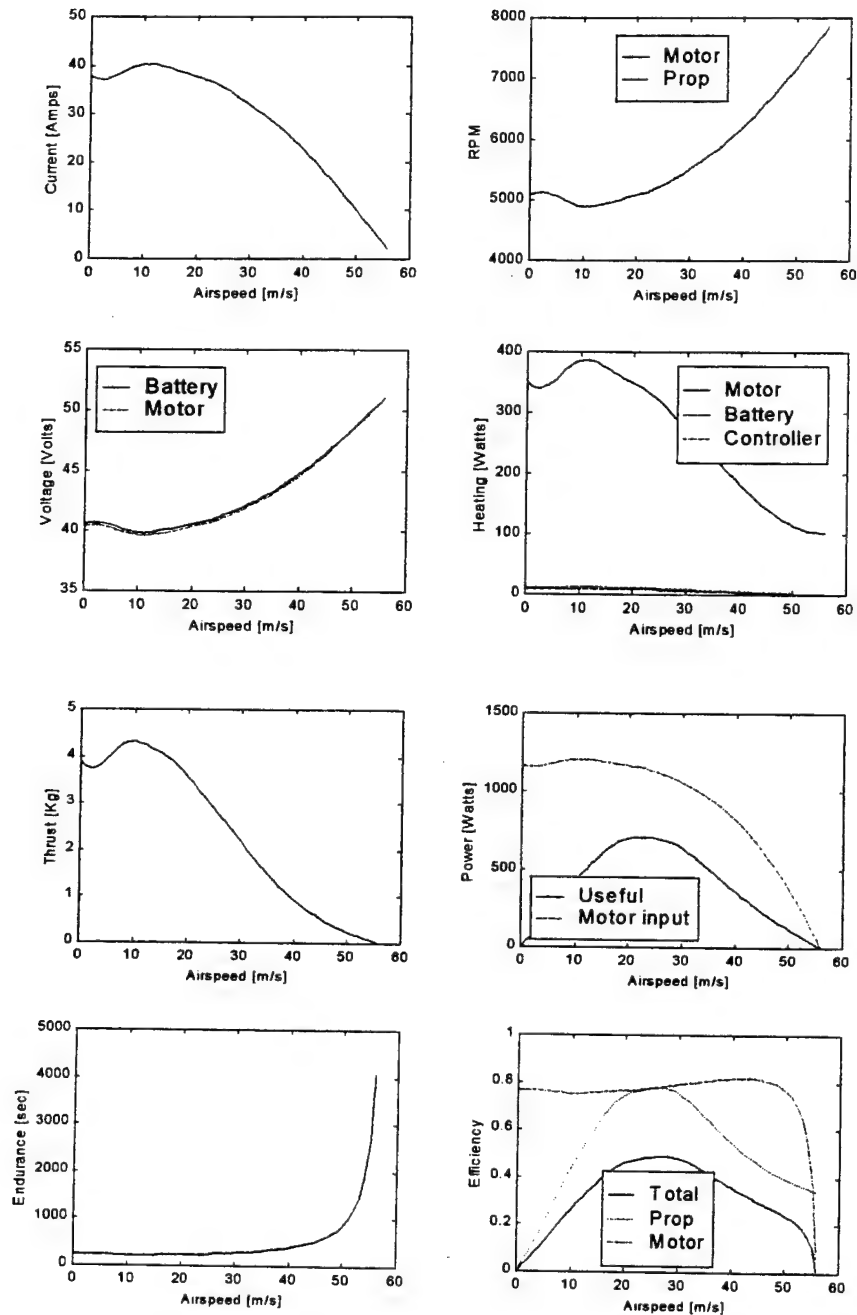 50
40
30
20
10
0
Current [Amps]
0 10 20 30 40 50 60
Airspeed [m/s]
8000
7000
6000
5000
4000
RPM
Motor
Prop
0 10 20 30 40 50 60
Airspeed [m/s]
55
50
45
40
35
Voltage [Volts]
Battery
Motor
0 10 20 30 40 50 60
Airspeed [m/s]
400
300
200
100
0
Heating [Watts]
Motor
Battery
Controller
0 10 20 30 40 50 60
Airspeed [m/s]
5
4
3
2
1
0
Thrust [Kg]
0 10 20 30 40 50 60
Airspeed [m/s]
1500
1000
500
0
Power [Watts]
Useful
Motor input
0 10 20 30 40 50 60
Airspeed [m/s]
5000
4000
3000
2000
1000
0
Endurance [sec]
0 10 20 30 40 50 60
Airspeed [m/s]
1
0.8
0.6
0.4
0.2
0
Efficiency
Total
Prop
Motor
0 10 20 30 40 50 60
Airspeed [m/s]